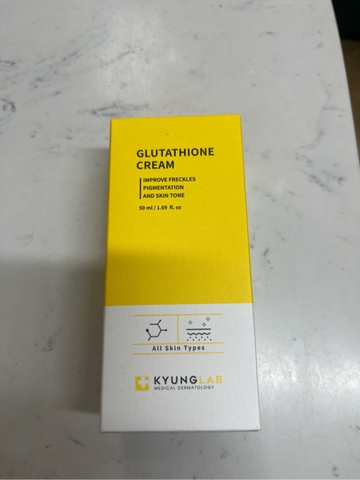 GLUTATHIONE
CREAM
IMPROVE FRECKLES
PIGMENTATION
AND SKIN TONE
50 ml / 1.69 fl. oz
All Skin Types
KYUNGLAB
MEDICAL DERMATOLOGY